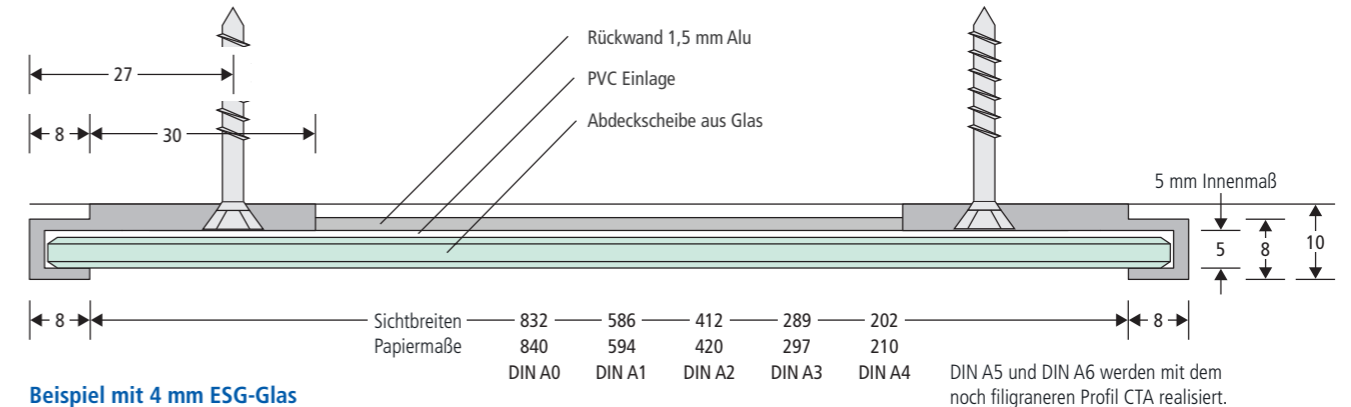 Rückwand 1,5 mm Alu
27
PVC Einlage
Abdeckscheibe aus Glas
8 30
5 mm Innenmaß
5 8 10
8 Sichtbreiten 832 586 412 289 202 8
Papiermaße 840 594 420 297 210
DIN A0 DIN A1 DIN A2 DIN A3 DIN A4
DIN A5 und DIN A6 werden mit dem
noch filigraneren Profil CTA realisiert.
Beispiel mit 4 mm ESG-Glas